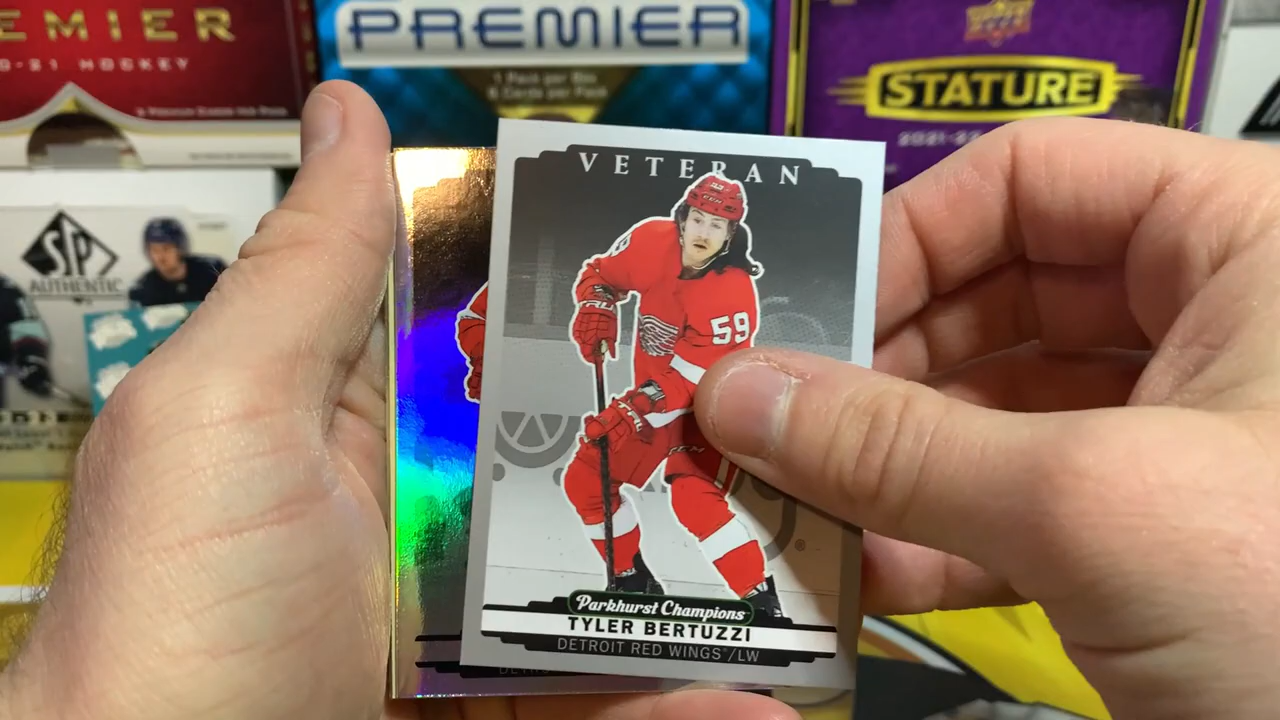 EMIER
0-21 HOCKEY
PREMIER
1 Pack per Box
6 Cards per Pack
STATURE
2021-22
SP
AUTHENTIC
VETERAN
59
59
Parkhurst Champions
TYLER BERTUZZI
DETROIT RED WINGS®/LW